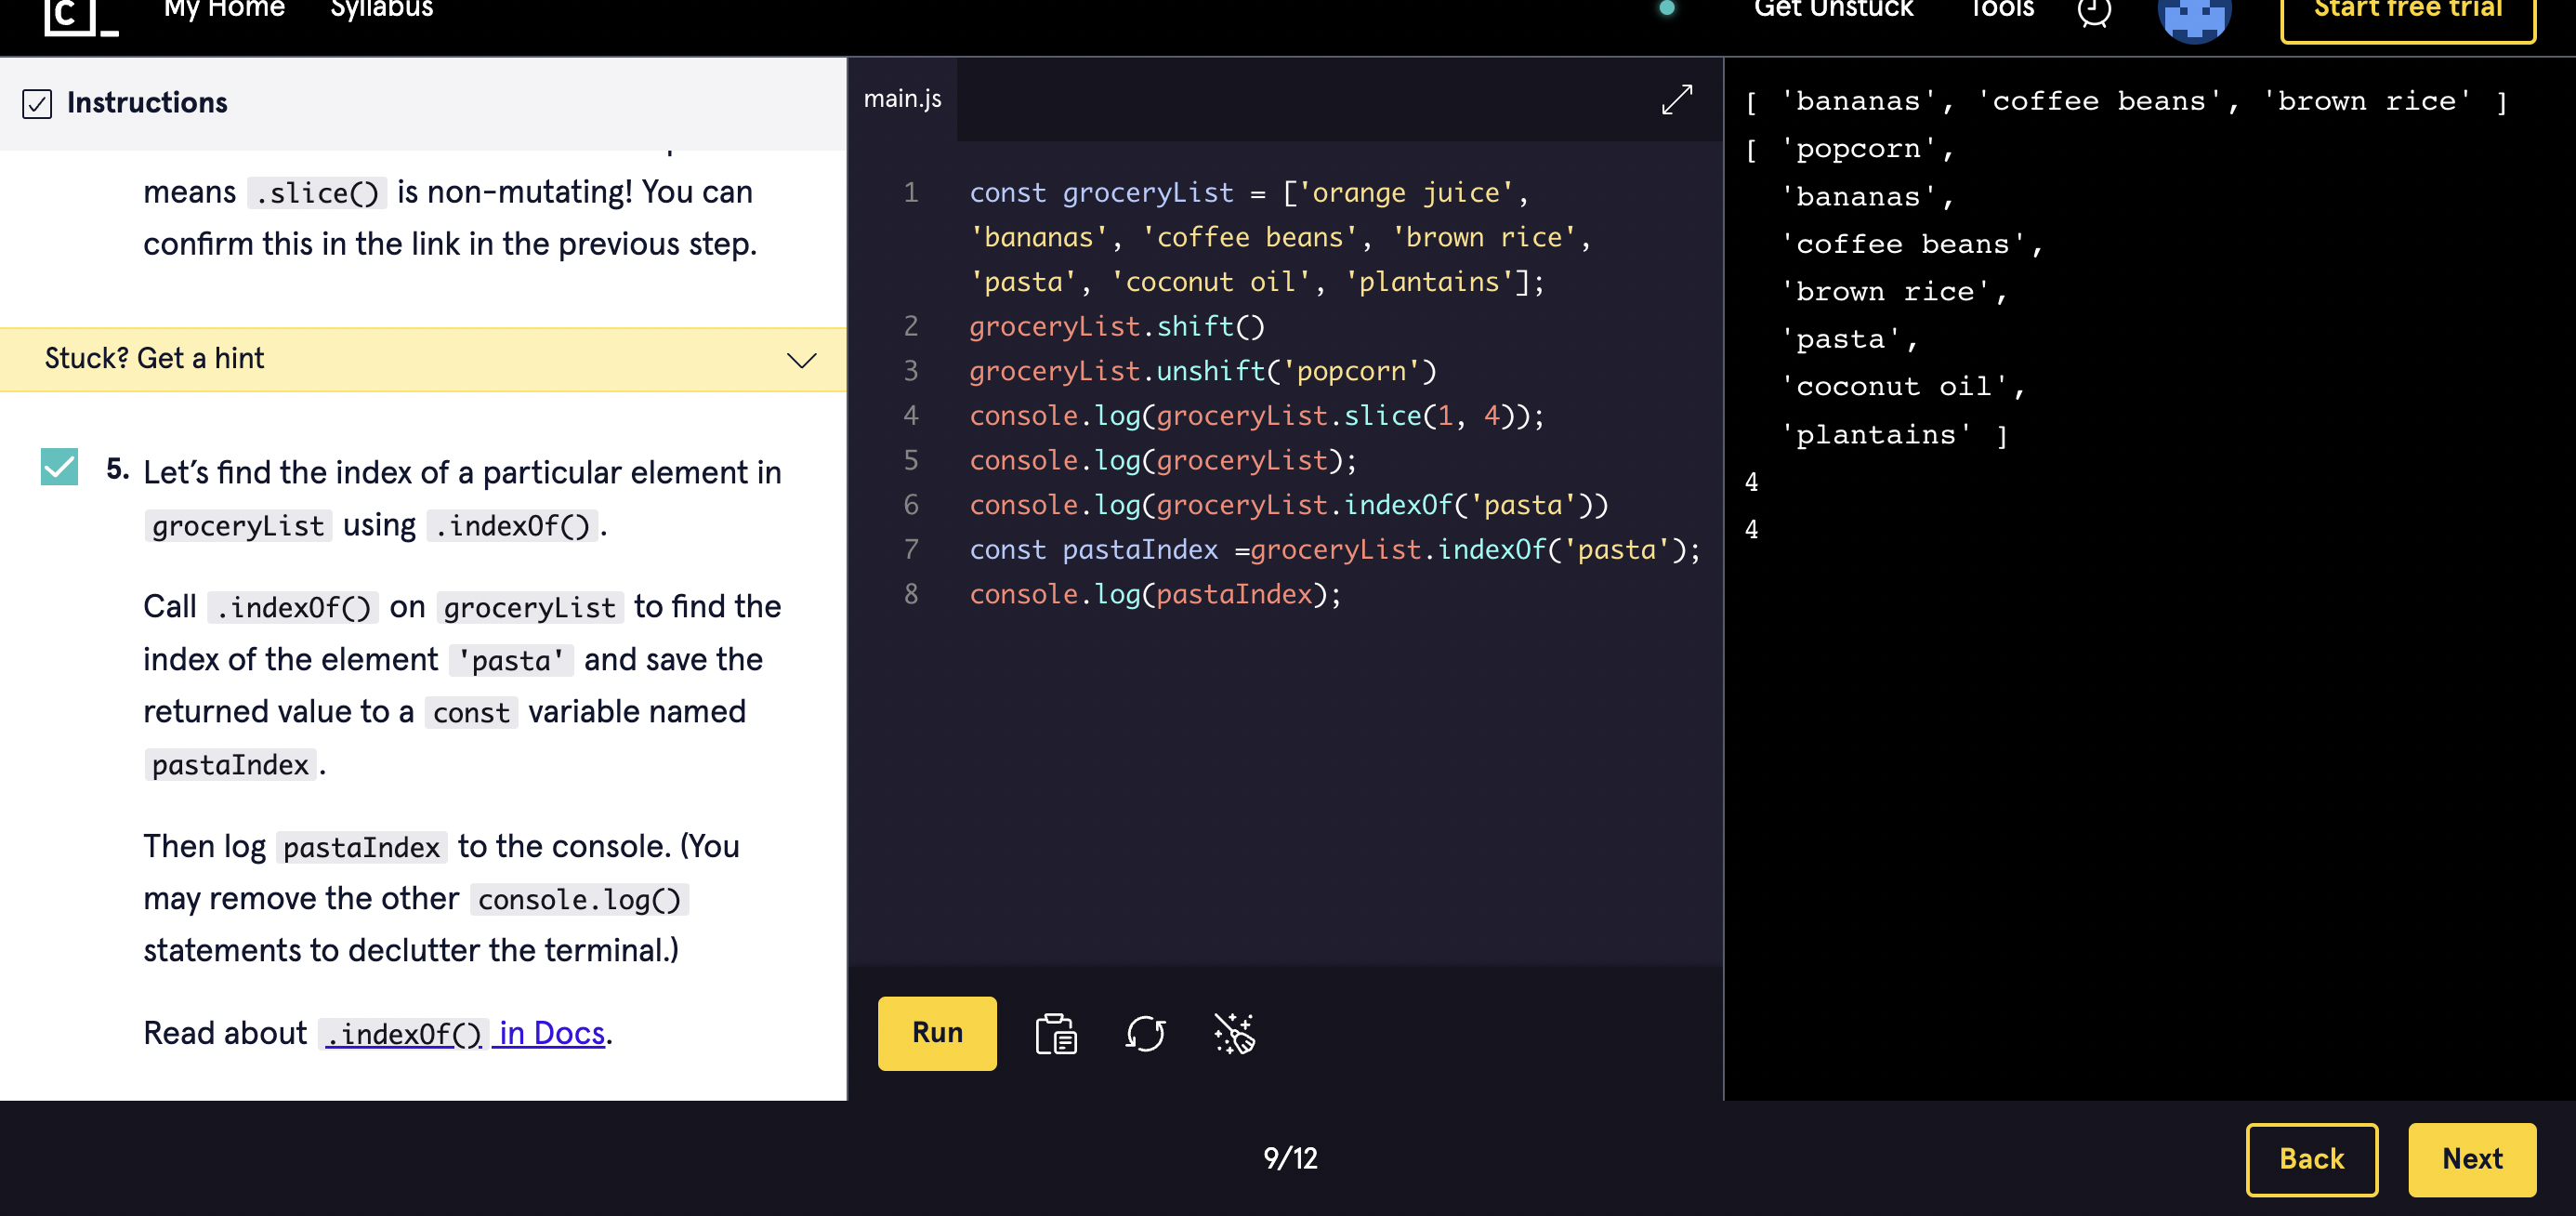 C
My Home Syllabus Get Unstuck Tools Start free trial
Instructions
means .slice() is non-mutating! You can
confirm this in the link in the previous step.
Stuck? Get a hint
5. Let’s find the index of a particular element in
groceryList using .indexOf().
Call .indexOf() on groceryList to find the
index of the element 'pasta' and save the
returned value to a const variable named
pastaIndex.
Then log pastaIndex to the console. (You
may remove the other console.log()
statements to declutter the terminal.)
Read about .indexOf() in Docs.
main.js
1 const groceryList = ['orange juice',
'bananas', 'coffee beans', 'brown rice',
'pasta', 'coconut oil', 'plantains'];
2 groceryList.shift()
3 groceryList.unshift('popcorn')
4 console.log(groceryList.slice(1, 4));
5 console.log(groceryList);
6 console.log(groceryList.indexOf('pasta'))
7 const pastaIndex =groceryList.indexOf('pasta');
8 console.log(pastaIndex);
Run
[ 'bananas', 'coffee beans', 'brown rice' ]
[ 'popcorn',
'bananas',
'coffee beans',
'brown rice',
'pasta',
'coconut oil',
'plantains' ]
4
4
9/12
Back
Next